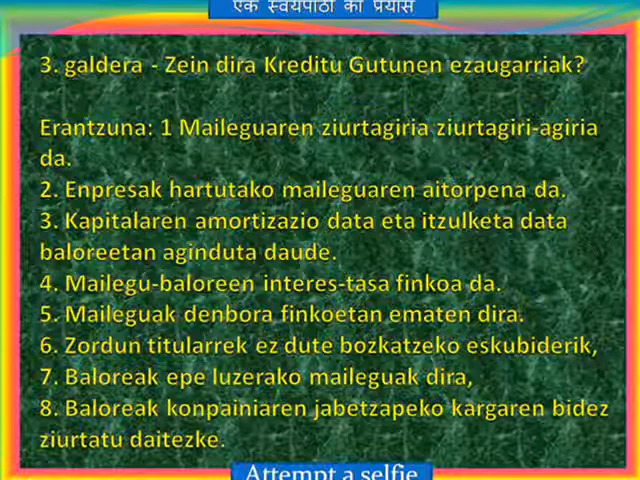 एक स्वयंपाठी का प्रयास
3. galdera - Zein dira Kreditu Gutunen ezaugarriak?
Erantzuna: 1 Maileguaren ziurtagiria ziurtagiri-agiria
da.
2. Enpresak hartutako maileguaren aitorpena da.
3. Kapitalaren amortizazio data eta itzulketa data
baloreetan aginduta daude.
4. Mailegu-baloreen interes-tasa finkoa da.
5. Maileguak denbora finkoetan ematen dira.
6. Zordun titularrek ez dute bozkatzeko eskubiderik,
7. Baloreak epe luzerako maileguak dira,
8. Baloreak konpainiaren jabetzapeko kargaren bidez
ziurtatu daitezke.
Attempt a selfie